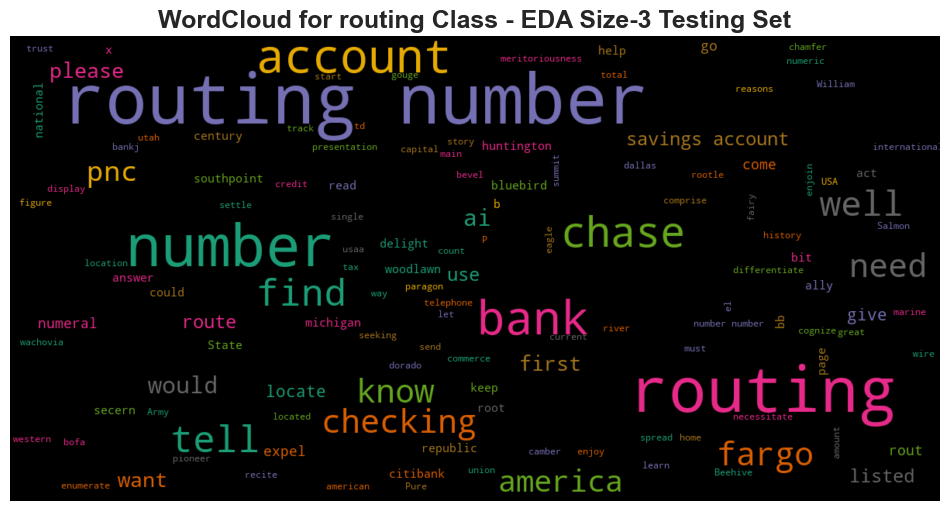 WordCloud for routing Class - EDA Size-3 Testing Set
trust x account meritoriousness help go chamfer
please start gouge total numeric
national routing number reasons William
utah century track td capital story huntington savings account international
bankj presentation main
pnc southpoint credit read bevel bluebird summit dallas rootle come enjoin USA act
display
figure settle single b comprise fairy well Salmon
number usaa delight ai p eagle chase history
location tax count bit need
answer woodlawn use differentiate
could find way paragon ally
telephone el
numeral route michigan let bank river number number bb give marine
wachovia State seeking current cognize great
send must wire
would dorado commerce first page
locate know keep routing
secern Army located checking root necessitate
western bofa tell republic spread home amount fargo rout
pioneer expel camber enjoy
recite citibank union learn Beehive listed
enumerate want american Pure america